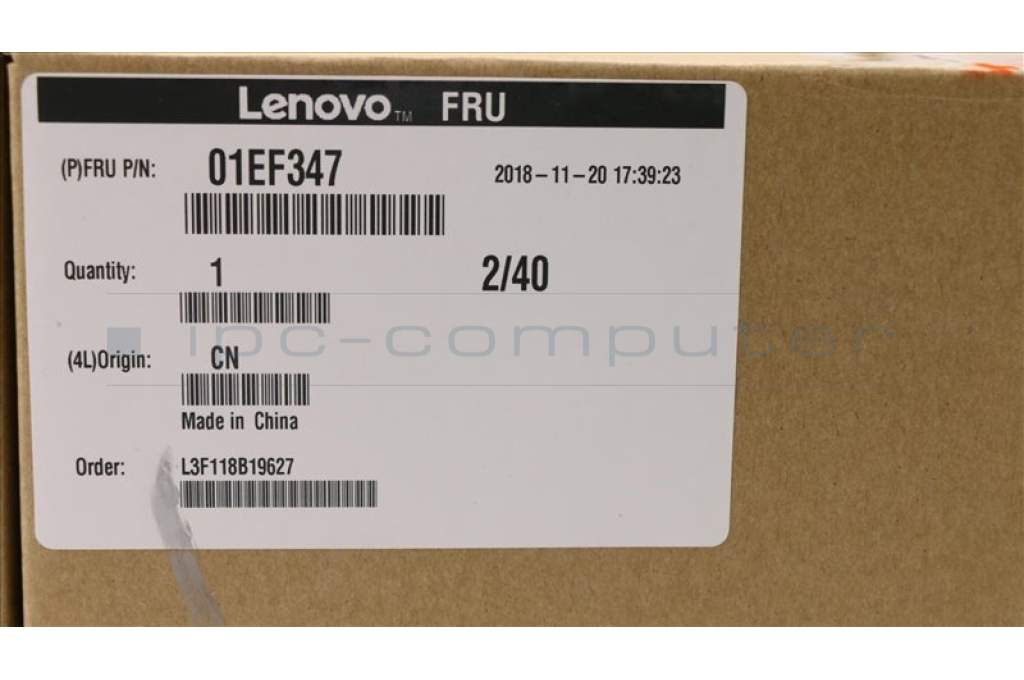 Lenovo™ FRU
(P)FRU P/N: 01EF347 2018-11-20 17:39:23
Quantity: 1 2/40
ipc-computer
(4L)Origin: CN
Made in China
Order: L3F118B19627